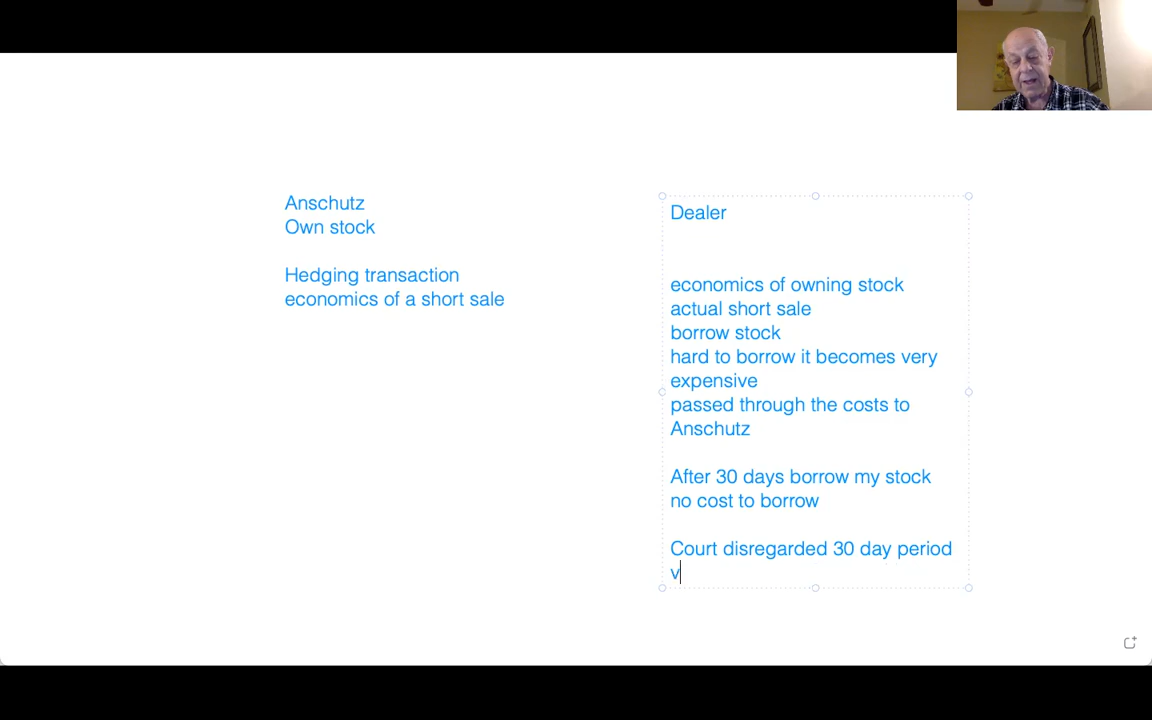 Anschutz
Own stock
Hedging transaction
economics of a short sale
Dealer
economics of owning stock
actual short sale
borrow stock
hard to borrow it becomes very
expensive
passed through the costs to
Anschutz
After 30 days borrow my stock
no cost to borrow
Court disregarded 30 day period
v